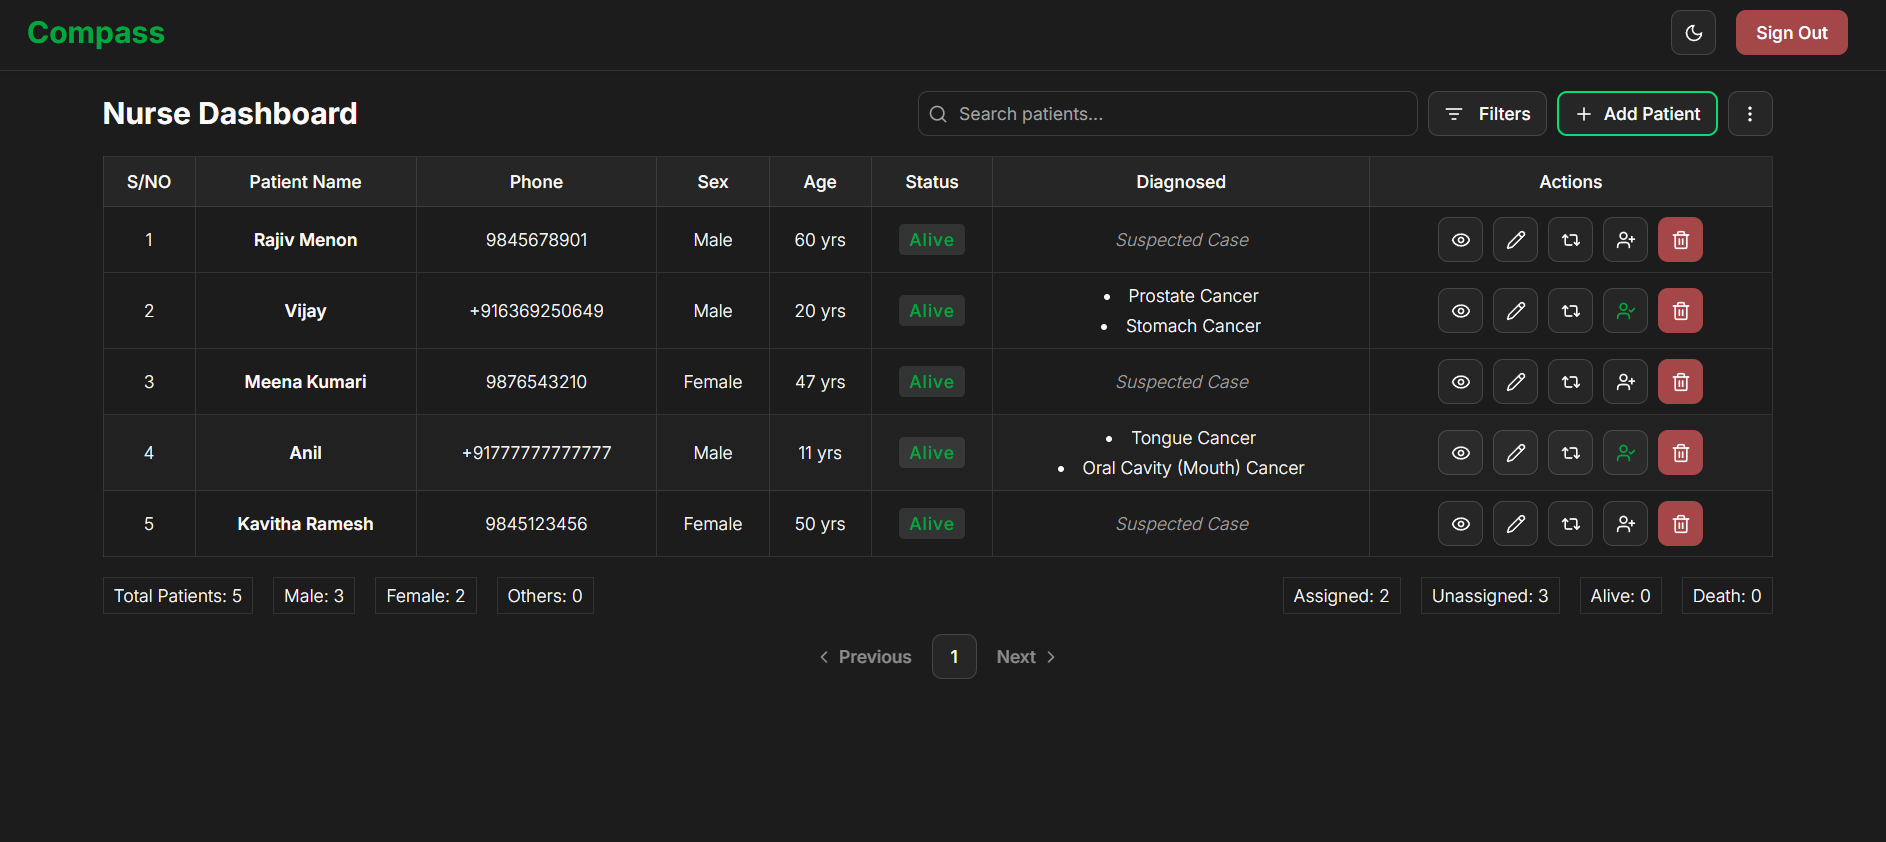 Compass
Sign Out
Nurse Dashboard
Search patients...
Filters
Add Patient
S/NO Patient Name Phone Sex Age Status Diagnosed Actions
1 Rajiv Menon 9845678901 Male 60 yrs Alive Suspected Case
2 Vijay +916369250649 Male 20 yrs Alive • Prostate Cancer
• Stomach Cancer
3 Meena Kumari 9876543210 Female 47 yrs Alive Suspected Case
4 Anil +91777777777777 Male 11 yrs Alive • Tongue Cancer
• Oral Cavity (Mouth) Cancer
5 Kavitha Ramesh 9845123456 Female 50 yrs Alive Suspected Case
Total Patients: 5 Male: 3 Female: 2 Others: 0 Assigned: 2 Unassigned: 3 Alive: 0 Death: 0
Previous 1 Next